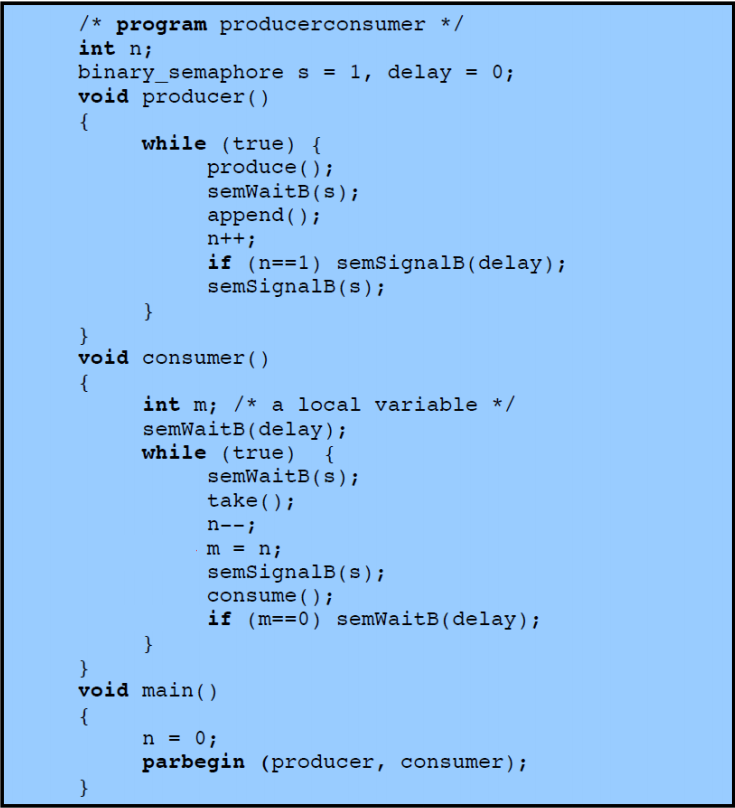 /* program producerconsumer */
int n;
binary_semaphore s = 1, delay = 0;
void producer()
{
     while (true) {
          produce();
          semWaitB(s);
          append();
          n++;
          if (n==1) semSignalB(delay);
          semSignalB(s);
     }
}
void consumer()
{
     int m; /* a local variable */
     semWaitB(delay);
     while (true)  {
          semWaitB(s);
          take();
          n--;
          m = n;
          semSignalB(s);
          consume();
          if (m==0) semWaitB(delay);
     }
}
void main()
{
     n = 0;
     parbegin (producer, consumer);
}